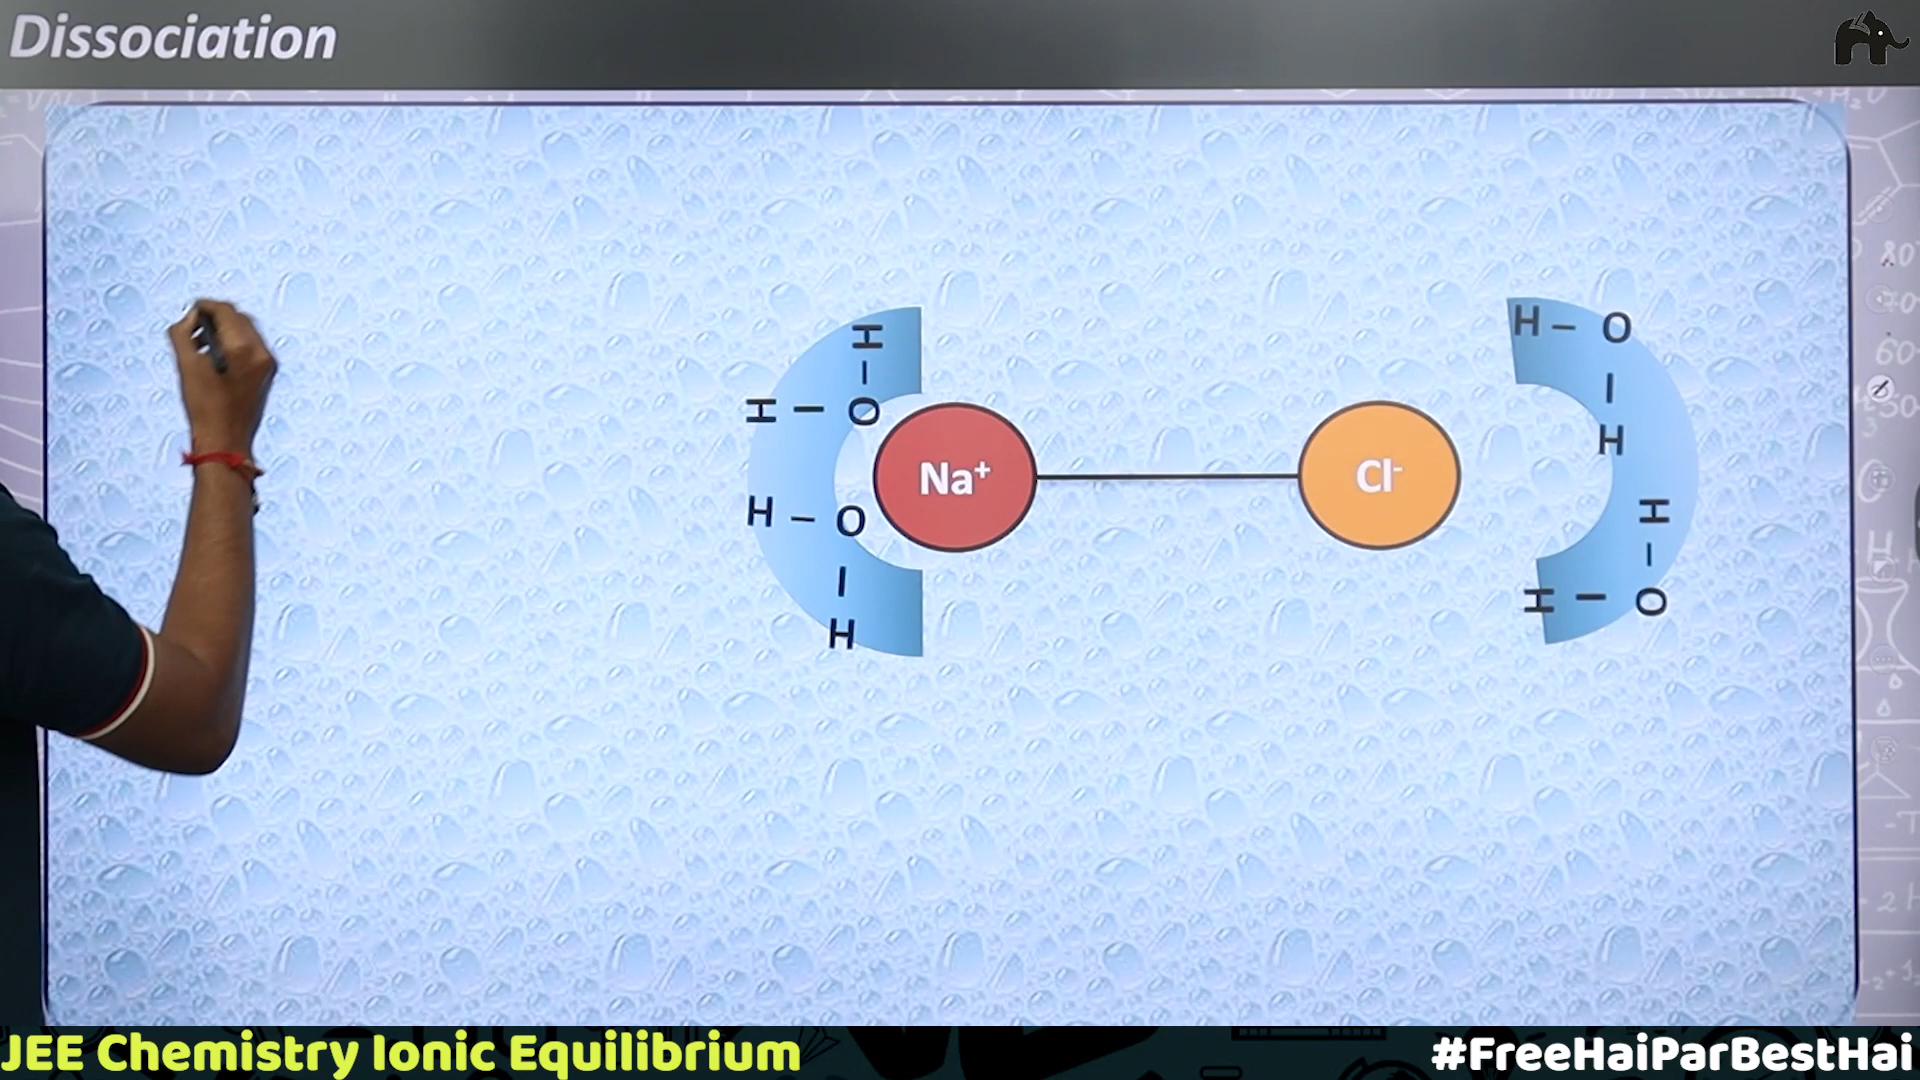 Dissociation
H – O
|
H
H
|
H – O
Na⁺
Cl⁻
H – O
|
H
H
|
H – O
JEE Chemistry Ionic Equilibrium
#FreeHaiParBestHai